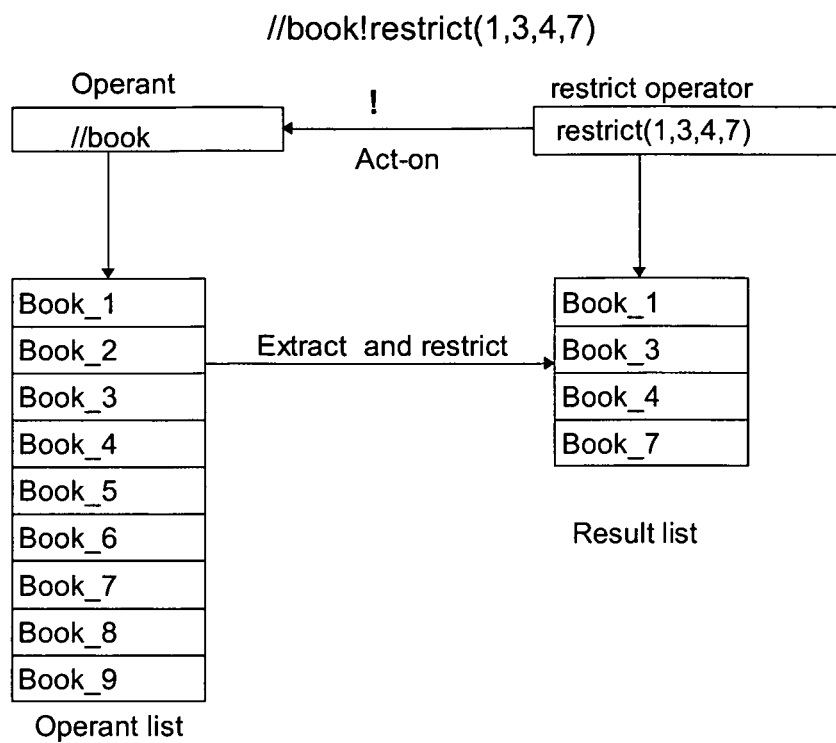 //book!restrict(1,3,4,7)
Operant
!
restrict operator
//book
restrict(1,3,4,7)
Act-on
Book_1
Book_2
Book_3
Book_4
Book_5
Book_6
Book_7
Book_8
Book_9
Operant list
Extract and restrict
Book_1
Book_3
Book_4
Book_7
Result list